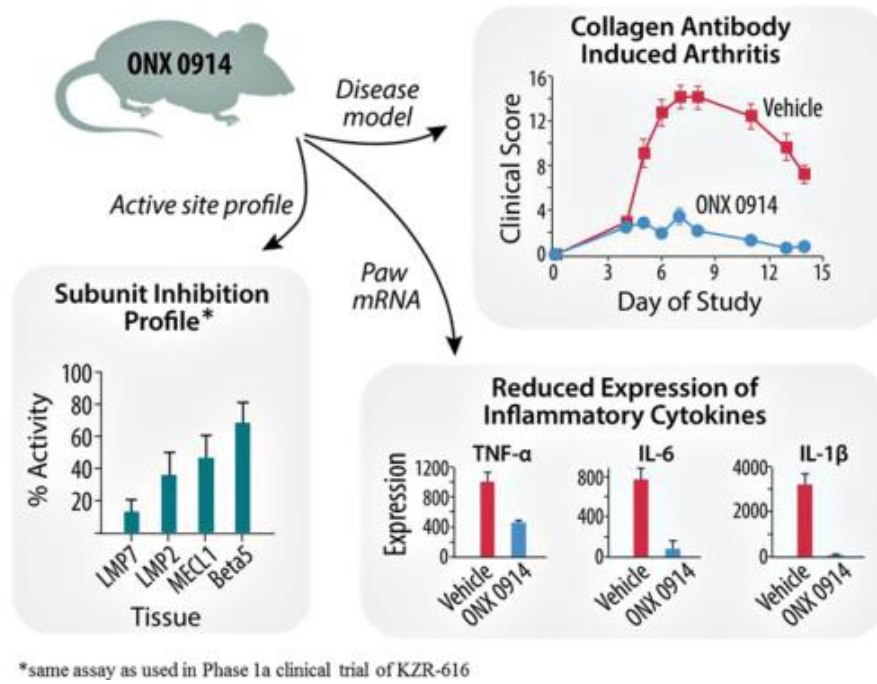 ONX 0914
Disease
model
Active site profile
Paw
mRNA
Collagen Antibody
Induced Arthritis
Clinical Score
16
12
8
4
0
Vehicle
ONX 0914
0 3 6 9 12 15
Day of Study
Subunit Inhibition
Profile*
% Activity
100
80
60
40
20
LMP7 LMP2 MECL1 Beta5
Tissue
Reduced Expression of
Inflammatory Cytokines
Expression
TNF-α
1200
800
400
0
Vehicle ONX 0914
IL-6
800
400
0
Vehicle ONX 0914
IL-1β
4000
2000
0
Vehicle ONX 0914
*same assay as used in Phase 1a clinical trial of KZR-616